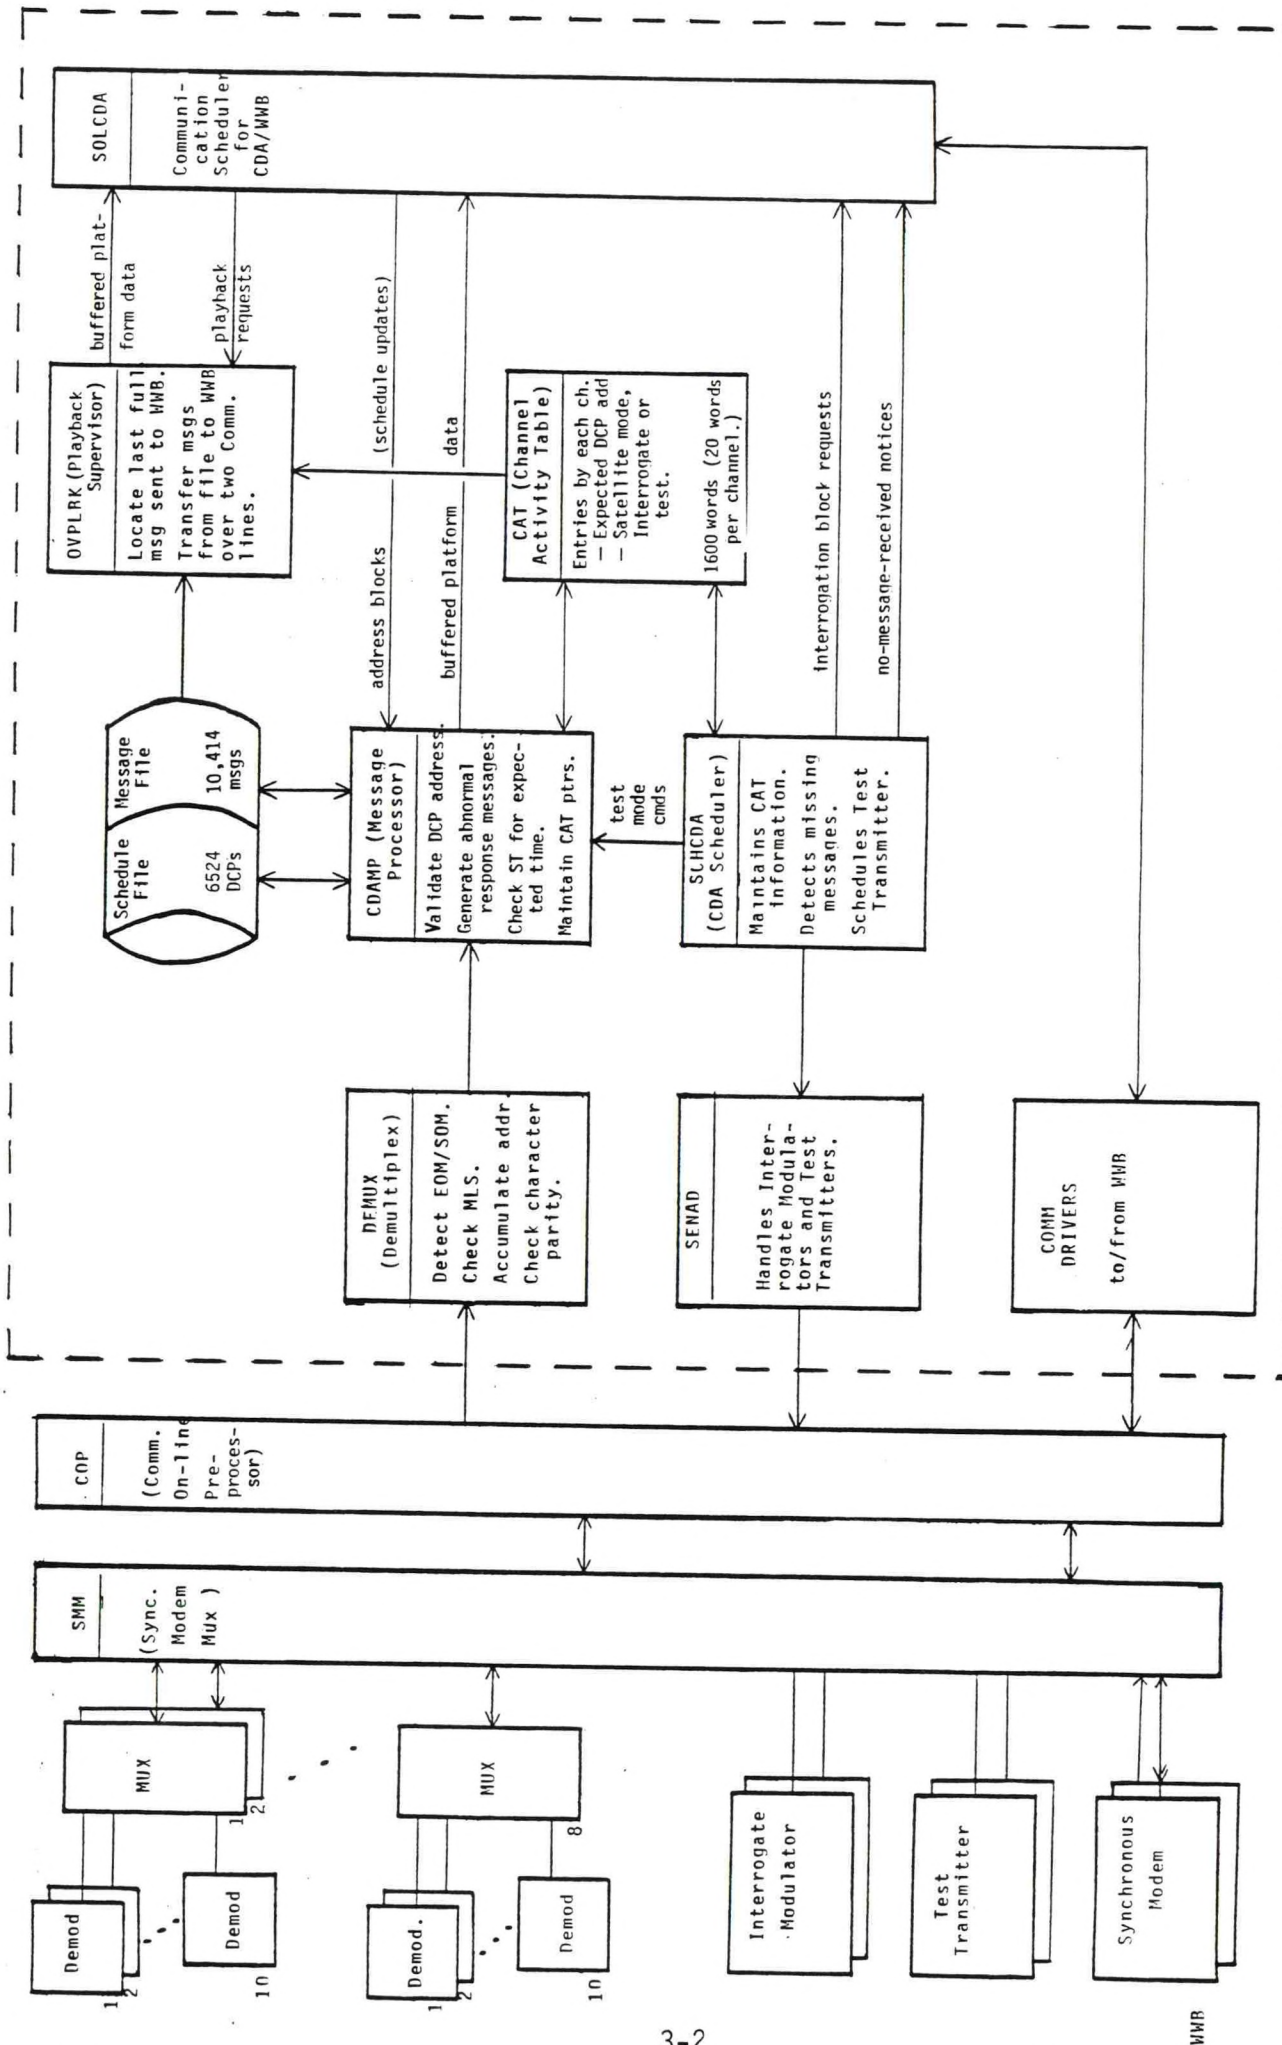 Demod
1
2
Demod
10
MUX
1
2
Demod.
1
2
Demod
10
MUX
8
Interrogate
Modulator
Test
Transmitter
Synchronous
Modem
WWB
SMM
(Sync.
Modem
Mux )
COP
(Comm.
On-line
Pre-
proces-
sor)
DEMUX
(Demultiplex)
Detect EOM/SOM.
Check MLS.
Accumulate addr.
Check character
parity.
SENAD
Handles Inter-
rogate Modula-
tors and Test
Transmitters.
COMM
DRIVERS
to/from WWB
Schedule
File
6524
DCPs
Message
File
10,414
msgs
CDAMP (Message
Processor)
Validate DCP address.
Generate abnormal
response messages.
Check ST for expec-
ted time.
Maintain CAT ptrs.
test
mode
cmds
SCHCDA
(CDA Scheduler)
Maintains CAT
information.
Detects missing
messages.
Schedules Test
Transmitter.
OVPLRK (Playback
Supervisor)
Locate last full
msg sent to WWB.
Transfer msgs
from file to WWB
over two Comm.
lines.
CAT (Channel
Activity Table)
Entries by each ch.
— Expected DCP add
— Satellite mode,
Interrogate or
test.
1600 words (20 words
per channel.)
buffered plat-
form data
playback
requests
address blocks (schedule updates)
buffered platform data
interrogation block requests
no-message-received notices
SOLCDA
Communi-
cation
Scheduler
for
CDA/WWB
3-2